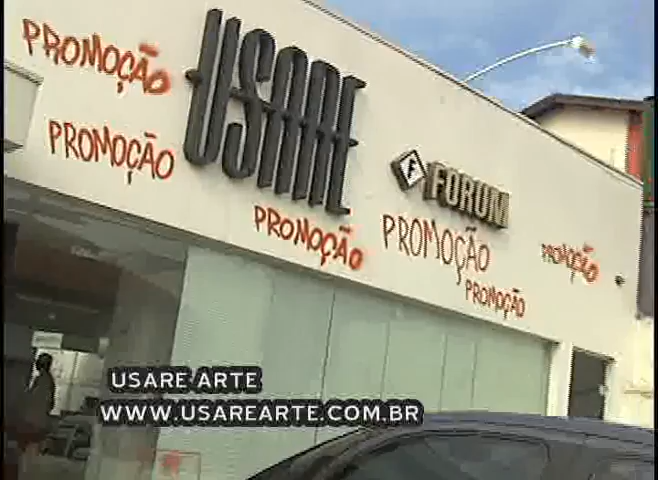 PROMOÇÃO
USARE
PROMOÇÃO
F FORUM
PROMOÇÃO
PROMOÇÃO
PROMOÇÃO
PROMOÇÃO
USARE ARTE
WWW.USAREARTE.COM.BR